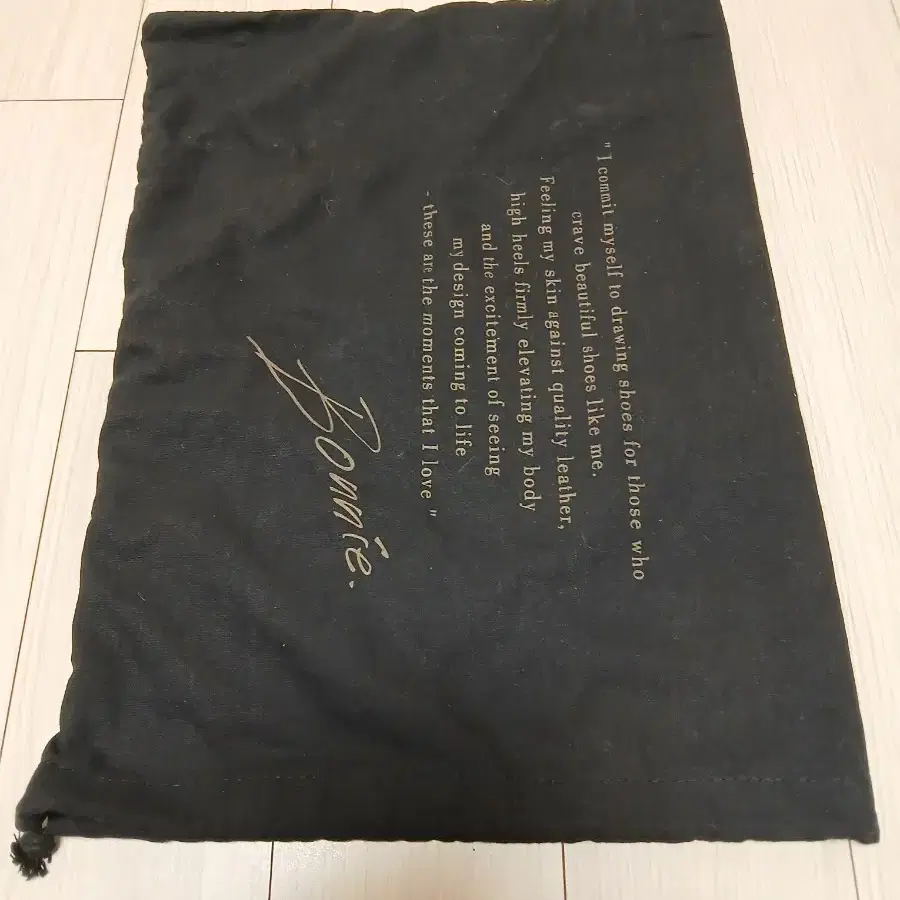 "I commit myself to drawing shoes for those who
crave beautiful shoes like me.
Feeling my skin against quality leather,
high heels firmly elevating my body
and the excitement of seeing
my design coming to life
- these are the moments that I love "
Bonnie.